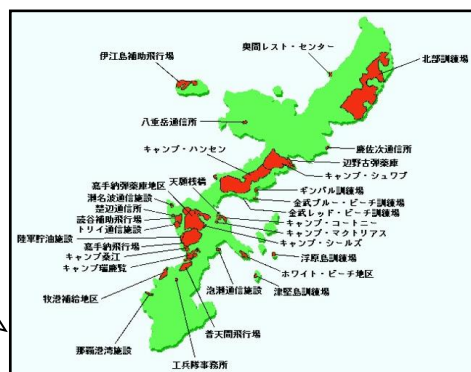 奥間レスト・センター
伊江島補助飛行場
北部訓練場
八重岳通信所
慶佐次通信所
キャンプ・ハンセン
辺野古弾薬庫
キャンプ・シュワブ
嘉手納弾薬庫地区
天願桟橋
ギンバル訓練場
瀬名波通信施設
金武ブルー・ビーチ訓練場
楚辺通信所
金武レッド・ビーチ訓練場
読谷補助飛行場
キャンプ・コートニー
トリイ通信施設
キャンプ・マクトリアス
陸軍貯油施設
キャンプ・シールズ
嘉手納飛行場
浮原島訓練場
キャンプ桑江
ホワイト・ビーチ地区
キャンプ瑞慶覧
泡瀬通信施設
津堅島訓練場
牧港補給地区
普天間飛行場
那覇港湾施設
工兵隊事務所